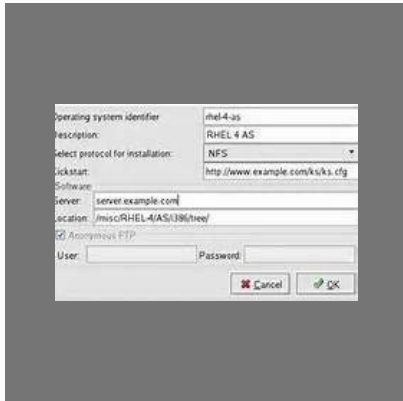 Operating system identifier rhel-4-as
Description: RHEL 4 AS
Select protocol for installation: NFS
Kickstart: http://www.example.com/ks/ks.cfg
Software
Server: server.example.com
Location: /misc/RHEL-4/AS/i386/tree/
Anonymous FTP
User: Password:
Cancel OK